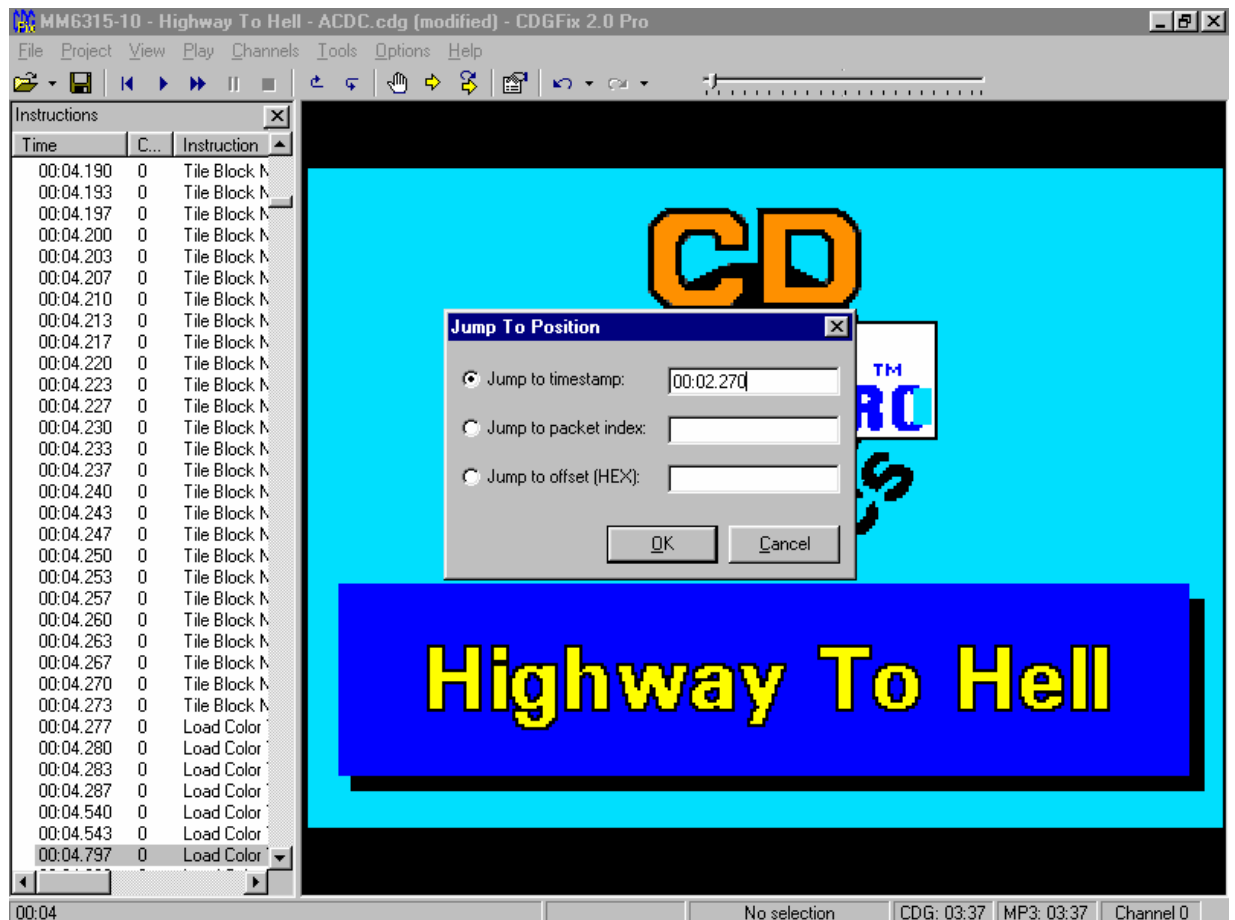 MM6315-10 - Highway To Hell - ACDC.cdg (modified) - CDGFix 2.0 Pro
File Project View Play Channels Tools Options Help
Instructions
Time C... Instruction
00:04.190 0 Tile Block N
00:04.193 0 Tile Block N
00:04.197 0 Tile Block N
00:04.200 0 Tile Block N
00:04.203 0 Tile Block N
00:04.207 0 Tile Block N
00:04.210 0 Tile Block N
00:04.213 0 Tile Block N
00:04.217 0 Tile Block N
00:04.220 0 Tile Block N
00:04.223 0 Tile Block N
00:04.227 0 Tile Block N
00:04.230 0 Tile Block N
00:04.233 0 Tile Block N
00:04.237 0 Tile Block N
00:04.240 0 Tile Block N
00:04.243 0 Tile Block N
00:04.247 0 Tile Block N
00:04.250 0 Tile Block N
00:04.253 0 Tile Block N
00:04.257 0 Tile Block N
00:04.260 0 Tile Block N
00:04.263 0 Tile Block N
00:04.267 0 Tile Block N
00:04.270 0 Tile Block N
00:04.273 0 Tile Block N
00:04.277 0 Load Color
00:04.280 0 Load Color
00:04.283 0 Load Color
00:04.287 0 Load Color
00:04.540 0 Load Color
00:04.543 0 Load Color
00:04.797 0 Load Color
CD
TM
Jump To Position
Jump to timestamp: 00:02.270
Jump to packet index:
Jump to offset (HEX):
OK Cancel
Highway To Hell
00:04 No selection CDG: 03:37 MP3: 03:37 Channel 0